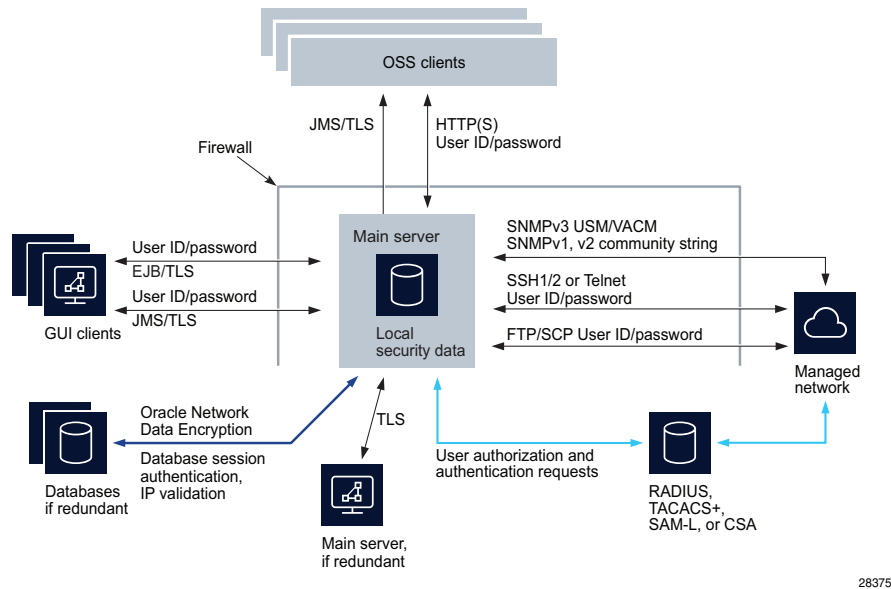 OSS clients
JMS/TLS
HTTP(S)
User ID/password
Firewall
Main server
Local
security data
SNMPv3 USM/VACM
SNMPv1, v2 community string
SSH1/2 or Telnet
User ID/password
FTP/SCP User ID/password
User ID/password
EJB/TLS
User ID/password
JMS/TLS
GUI clients
Managed
network
Oracle Network
Data Encryption
Database session
authentication,
IP validation
Databases
if redundant
TLS
Main server,
if redundant
User authorization and
authentication requests
RADIUS,
TACACS+,
SAM-L, or CSA
28375